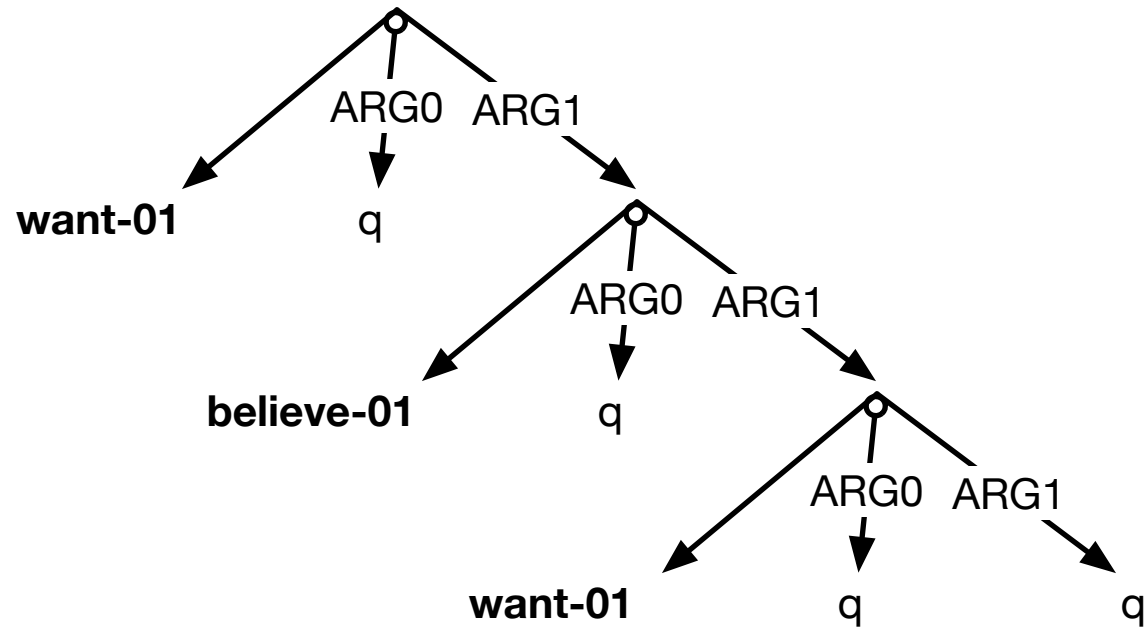 ARG0 ARG1
want-01 q
ARG0 ARG1
believe-01 q
ARG0 ARG1
want-01 q q